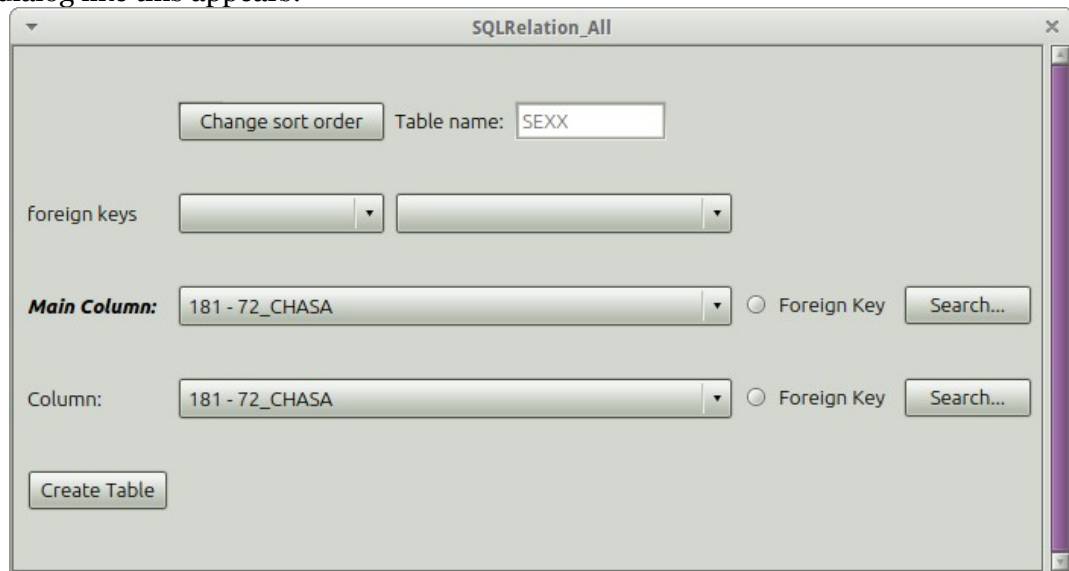 dialog like this appears:
SQLRelation_All
Change sort order Table name: SEXX
foreign keys
Main Column: 181 - 72_CHASA Foreign Key Search...
Column: 181 - 72_CHASA Foreign Key Search...
Create Table